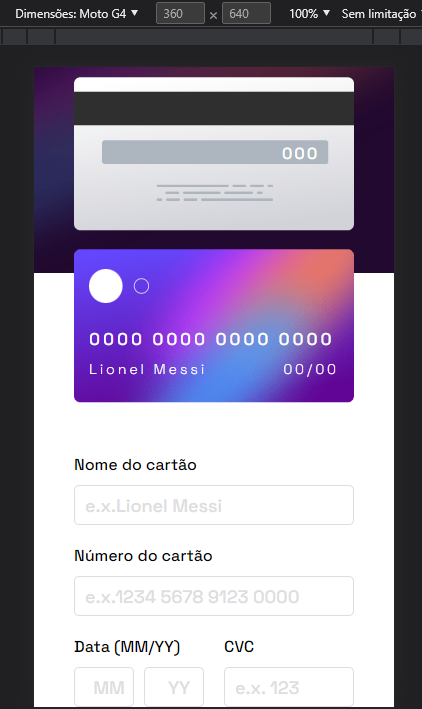 Dimensões: Moto G4 ▼ 360 × 640 100% ▼ Sem limitação
000
0000 0000 0000 0000
Lionel Messi 00/00
Nome do cartão
e.x.Lionel Messi
Número do cartão
e.x.1234 5678 9123 0000
Data (MM/YY) CVC
MM YY e.x. 123